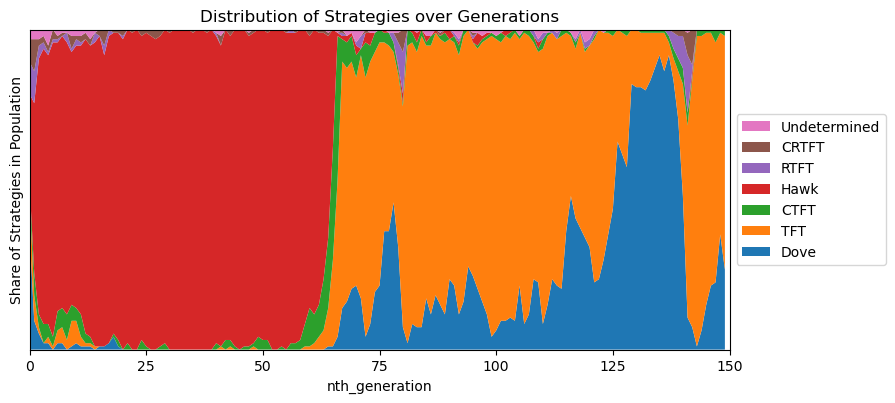 Distribution of Strategies over Generations
Share of Strategies in Population
Undetermined
CRTFT
RTFT
Hawk
CTFT
TFT
Dove
0 25 50 75 100 125 150
nth_generation